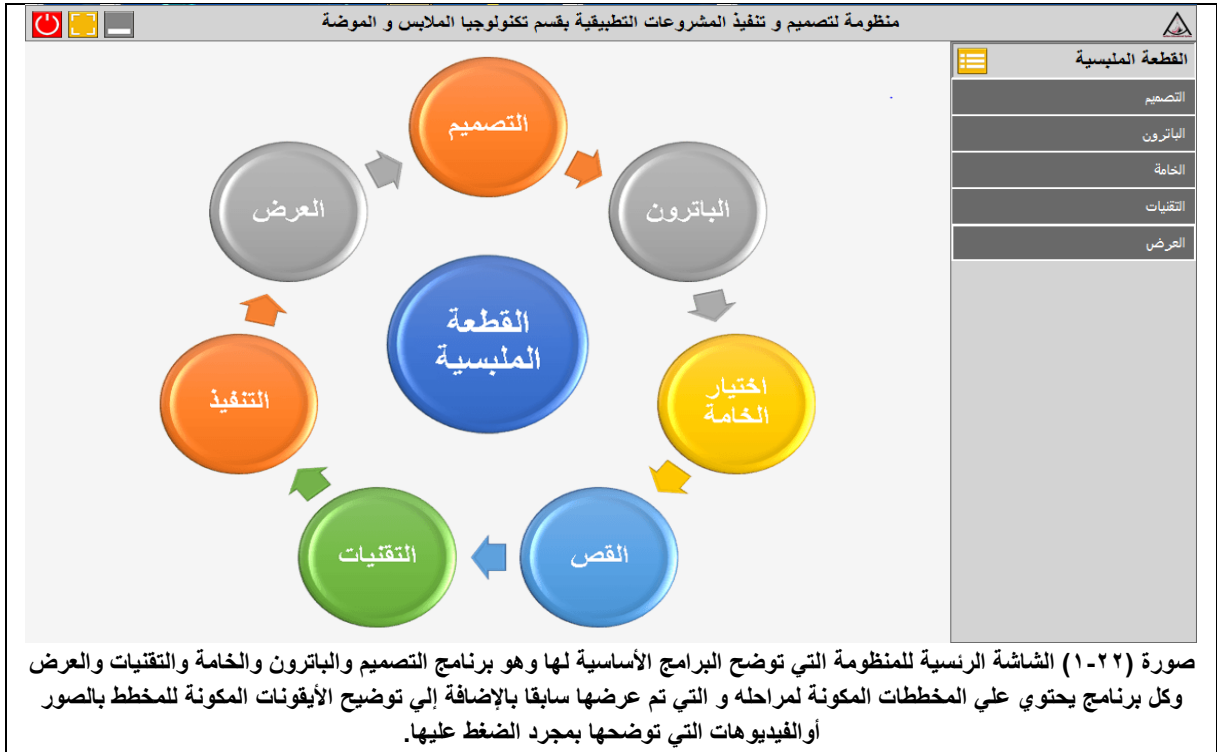 منظومة لتصميم و تنفيذ المشروعات التطبيقية بقسم تكنولوجيا الملابس و الموضة
القطعة الملبسية
التصميم
الباترون
الخامة
التقنيات
العرض
التصميم
الباترون
اختيار
الخامة
القص
التقنيات
التنفيذ
العرض
القطعة
الملبسية
صورة (٢٢-١) الشاشة الرئسية للمنظومة التي توضح البرامج الأساسية لها وهو برنامج التصميم والباترون والخامة والتقنيات والعرض
وكل برنامج يحتوي علي المخططات المكونة لمراحله و التي تم عرضها سابقا بالإضافة إلي توضيح الأيقونات المكونة للمخطط بالصور
أوالفيديوهات التي توضحها بمجرد الضغط عليها.